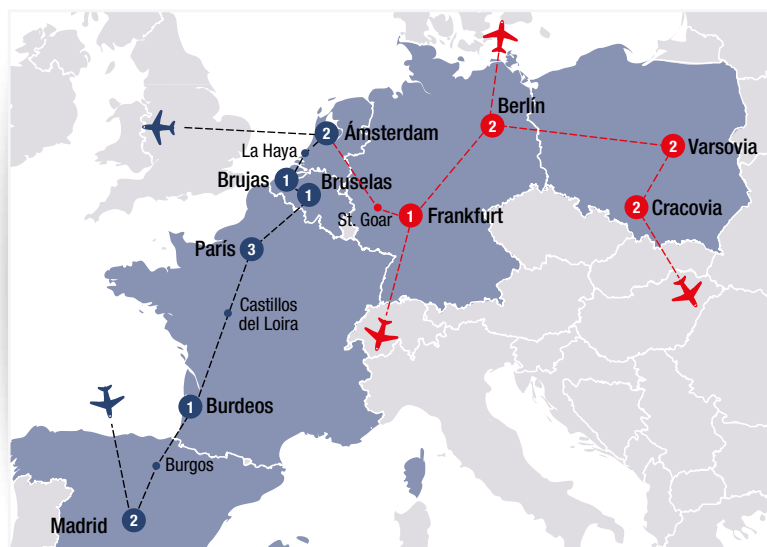 Berlín
2
2
Ámsterdam
2
Varsovia
La Haya
Brujas
1
Bruselas
1
2
Cracovia
St. Goar
1
Frankfurt
París
3
Castillos
del Loira
1
Burdeos
Burgos
Madrid
2